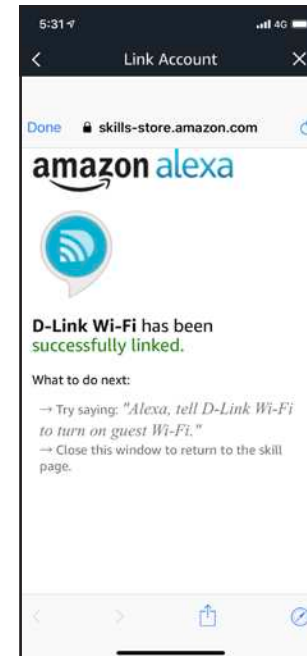 5:31
4G
Link Account
Done skills-store.amazon.com
amazon alexa
D-Link Wi-Fi has been
successfully linked.
What to do next:
→ Try saying: "Alexa, tell D-Link Wi-Fi
to turn on guest Wi-Fi."
→ Close this window to return to the skill
page.